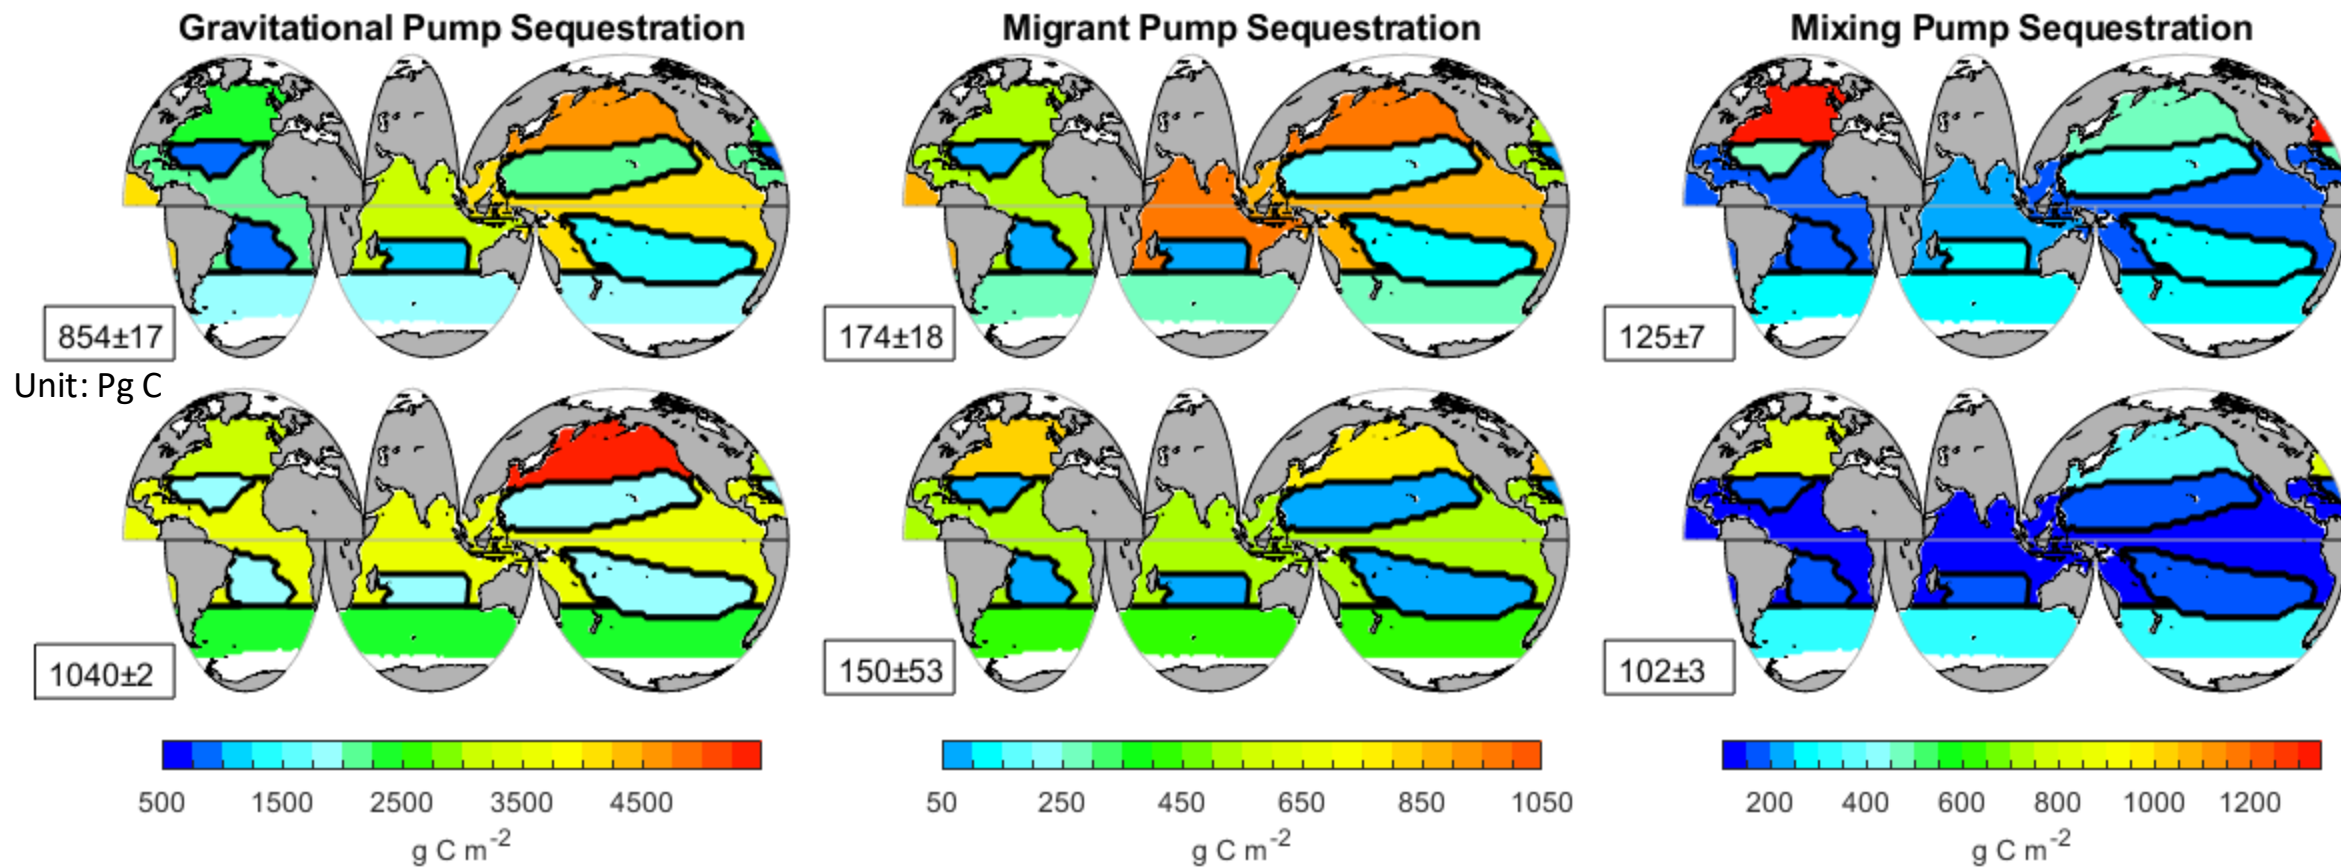 Gravitational Pump Sequestration
Migrant Pump Sequestration
Mixing Pump Sequestration
854±17
174±18
125±7
Unit: Pg C
1040±2
150±53
102±3
500 1500 2500 3500 4500
50 250 450 650 850 1050
200 400 600 800 1000 1200
g C m-2
g C m-2
g C m-2